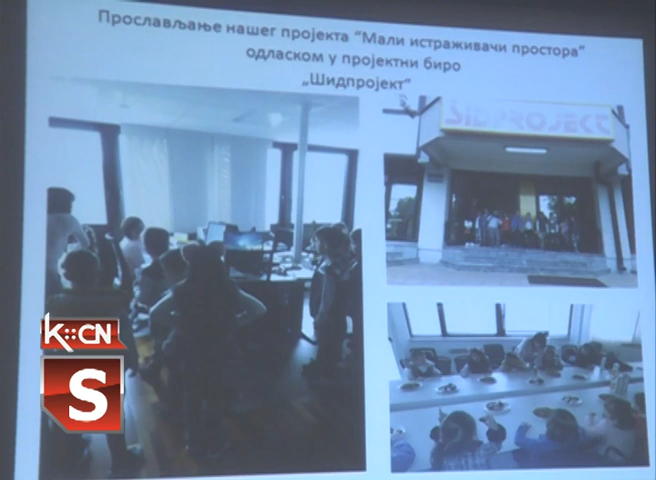 Прослављање нашег пројекта “Мали истраживачи простора”
одласком у пројектни биро
„Шидпројект”
ŠIDPROJECT
K::CN
S